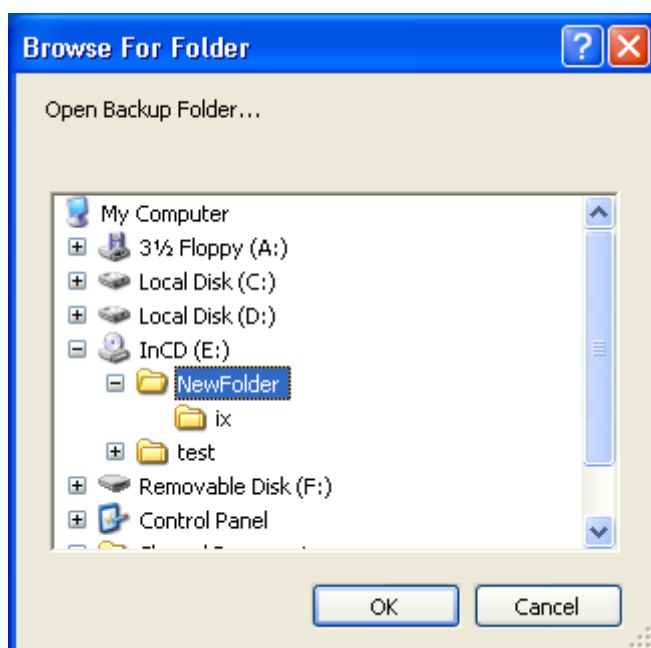 Browse For Folder
Open Backup Folder...
My Computer
3½ Floppy (A:)
Local Disk (C:)
Local Disk (D:)
InCD (E:)
NewFolder
ix
test
Removable Disk (F:)
Control Panel
OK Cancel